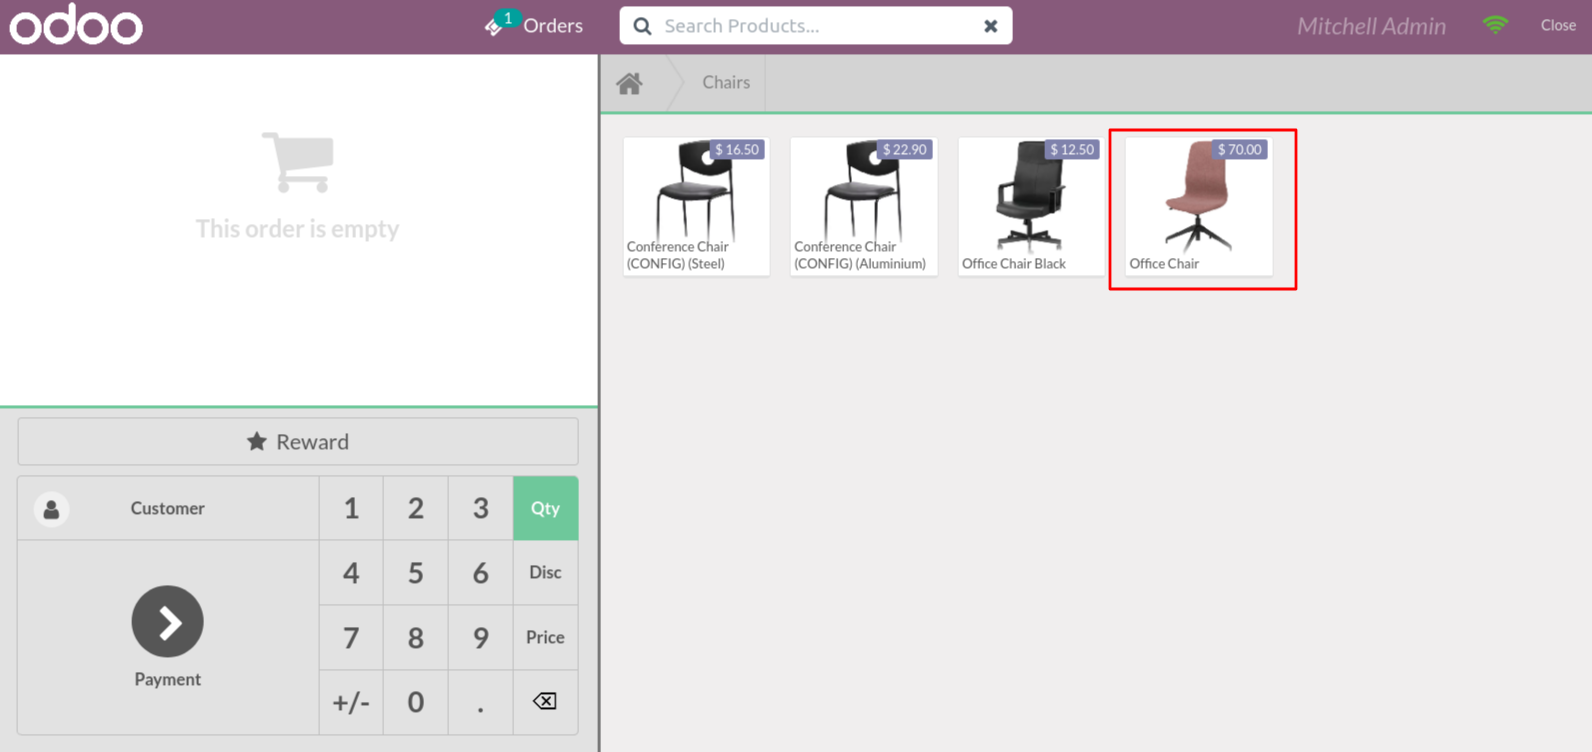 odoo
1
Orders
Search Products...
Mitchell Admin
Close
Chairs
This order is empty
$ 16.50
Conference Chair
(CONFIG) (Steel)
$ 22.90
Conference Chair
(CONFIG) (Aluminium)
$ 12.50
Office Chair Black
$ 70.00
Office Chair
Reward
Customer
1 2 3 Qty
4 5 6 Disc
7 8 9 Price
Payment
+/- 0 .